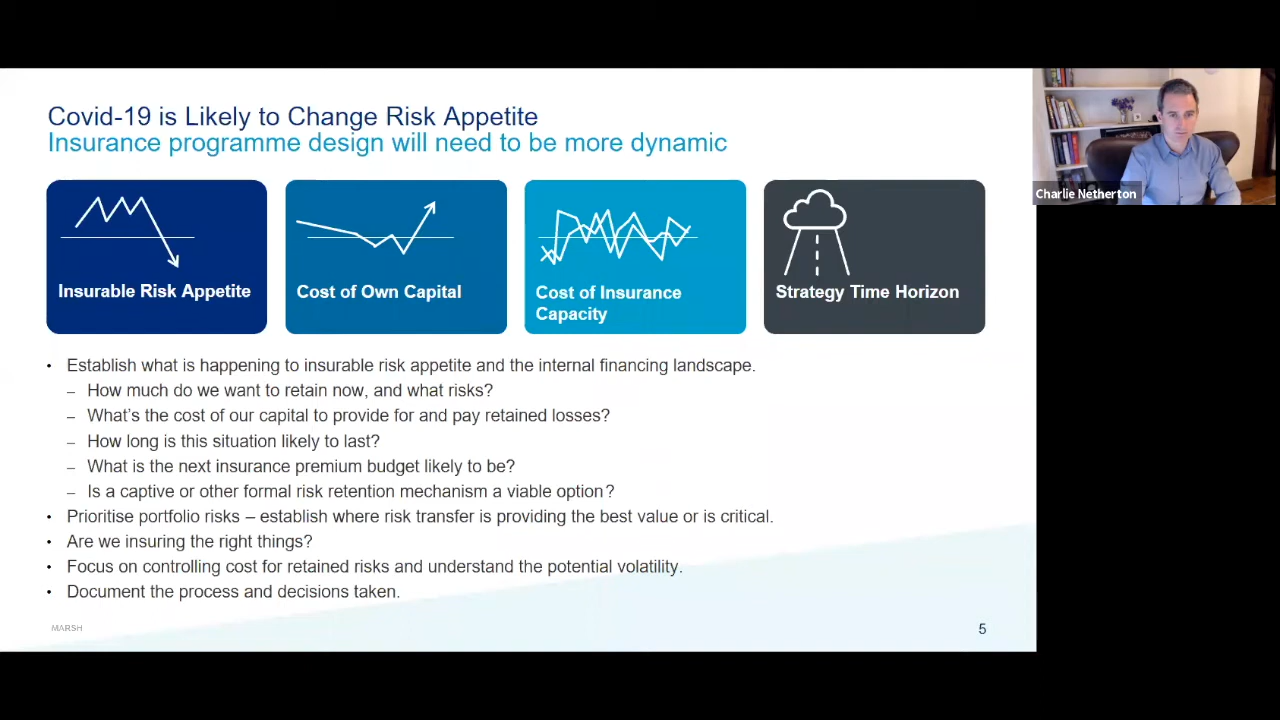 Covid-19 is Likely to Change Risk Appetite
Insurance programme design will need to be more dynamic
Charlie Netherton
Insurable Risk Appetite
Cost of Own Capital
Cost of Insurance
Capacity
Strategy Time Horizon
• Establish what is happening to insurable risk appetite and the internal financing landscape.
– How much do we want to retain now, and what risks?
– What's the cost of our capital to provide for and pay retained losses?
– How long is this situation likely to last?
– What is the next insurance premium budget likely to be?
– Is a captive or other formal risk retention mechanism a viable option?
• Prioritise portfolio risks – establish where risk transfer is providing the best value or is critical.
• Are we insuring the right things?
• Focus on controlling cost for retained risks and understand the potential volatility.
• Document the process and decisions taken.
MARSH
5